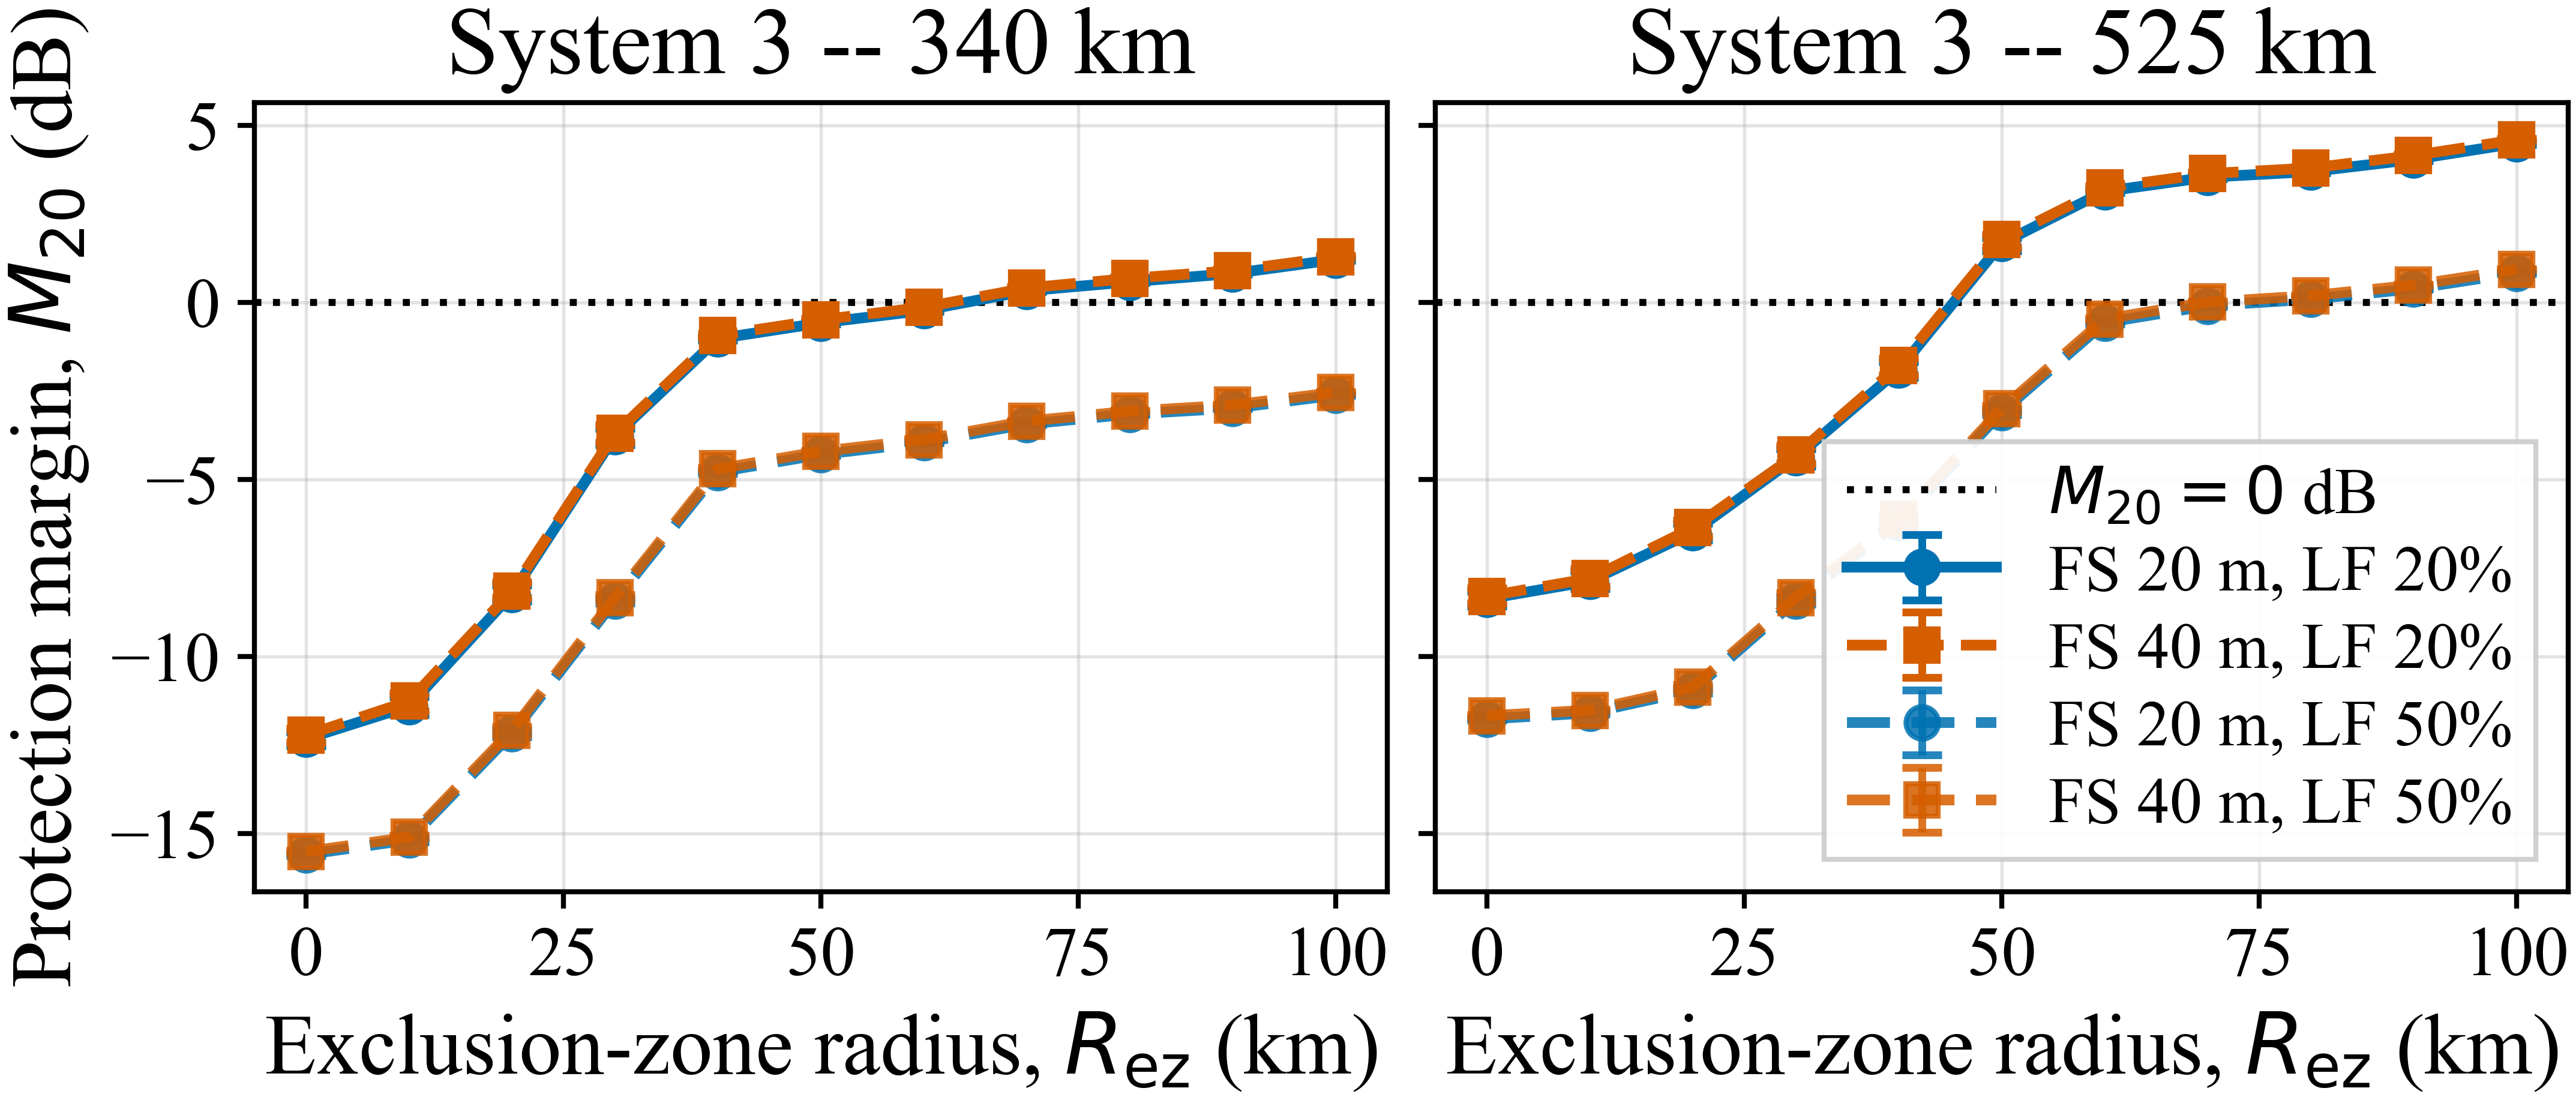 System 3 -- 340 km
System 3 -- 525 km
Protection margin, M20 (dB)
5
0
−5
−10
−15
0 25 50 75 100
0 25 50 75 100
Exclusion-zone radius, Rez (km)
Exclusion-zone radius, Rez (km)
M20 = 0 dB
FS 20 m, LF 20%
FS 40 m, LF 20%
FS 20 m, LF 50%
FS 40 m, LF 50%